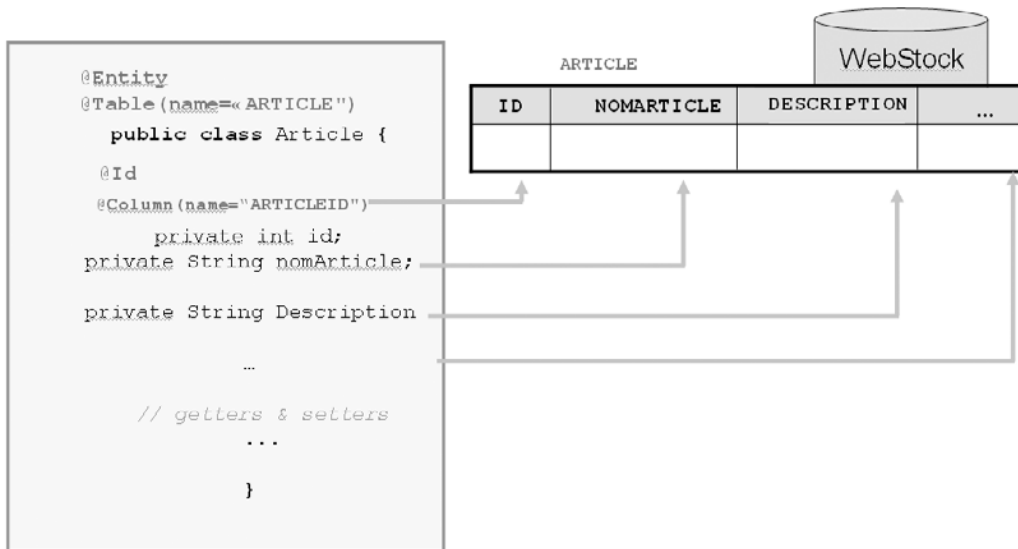 @Entity
@Table(name=« ARTICLE")
public class Article {
@Id
@Column(name="ARTICLEID")
private int id;
private String nomArticle;
private String Description
…
// getters & setters
...
}
WebStock
ARTICLE
ID NOMARTICLE DESCRIPTION ...